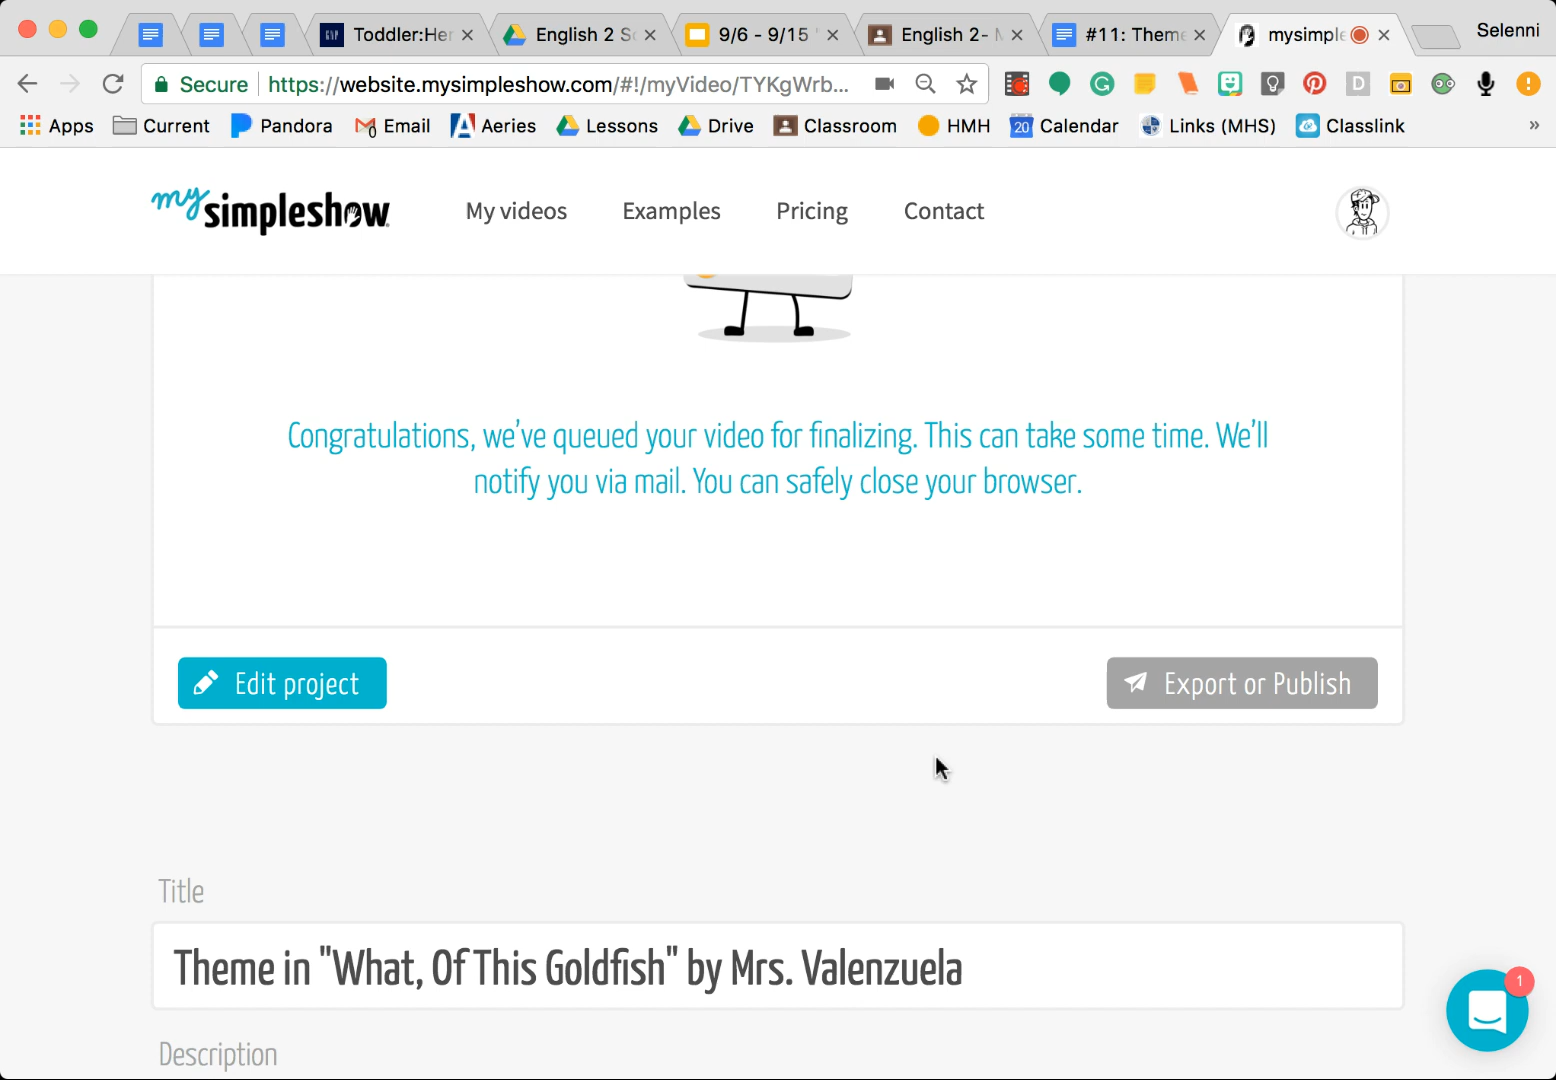 Toddler:Her
English 2 Sc
9/6 - 9/15
English 2-
#11: Theme
mysimple
Selenni
Secure
https://website.mysimpleshow.com/#!/myVideo/TYKgWrb...
Apps
Current
Pandora
Email
Aeries
Lessons
Drive
Classroom
HMH
20
Calendar
Links (MHS)
Classlink
»
my simpleshow
My videos
Examples
Pricing
Contact
Congratulations, we've queued your video for finalizing. This can take some time. We'll
notify you via mail. You can safely close your browser.
Edit project
Export or Publish
Title
Theme in "What, Of This Goldfish" by Mrs. Valenzuela
1
Description